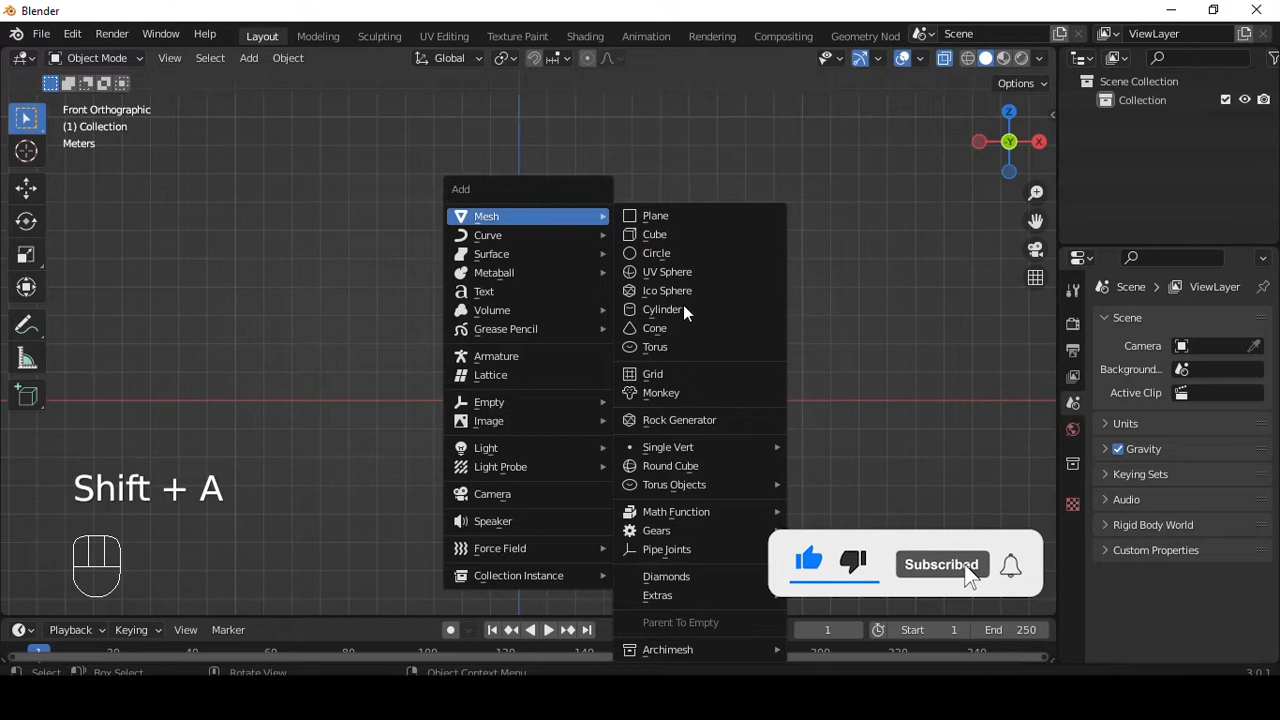 Blender
File Edit Render Window Help Layout Modeling Sculpting UV Editing Texture Paint Shading Animation Rendering Compositing Geometry Nod Scene ViewLayer
Object Mode View Select Add Object Global
Options
Front Orthographic
(1) Collection
Meters
Z
X
Y
Scene Collection
Collection
Add
Mesh
Curve
Surface
Metaball
Text
Volume
Grease Pencil
Armature
Lattice
Empty
Image
Light
Light Probe
Camera
Speaker
Force Field
Collection Instance
Plane
Cube
Circle
UV Sphere
Ico Sphere
Cylinder
Cone
Torus
Grid
Monkey
Rock Generator
Single Vert
Round Cube
Torus Objects
Math Function
Gears
Pipe Joints
Diamonds
Extras
Parent To Empty
Archimesh
Shift + A
Subscribed
Scene ViewLayer
Scene
Camera
Background...
Active Clip
Units
Gravity
Keying Sets
Audio
Rigid Body World
Custom Properties
Playback Keying View Marker 1 Start 1 End 250
1
Select Box Select Rotate View Object Context Menu 3.0.1